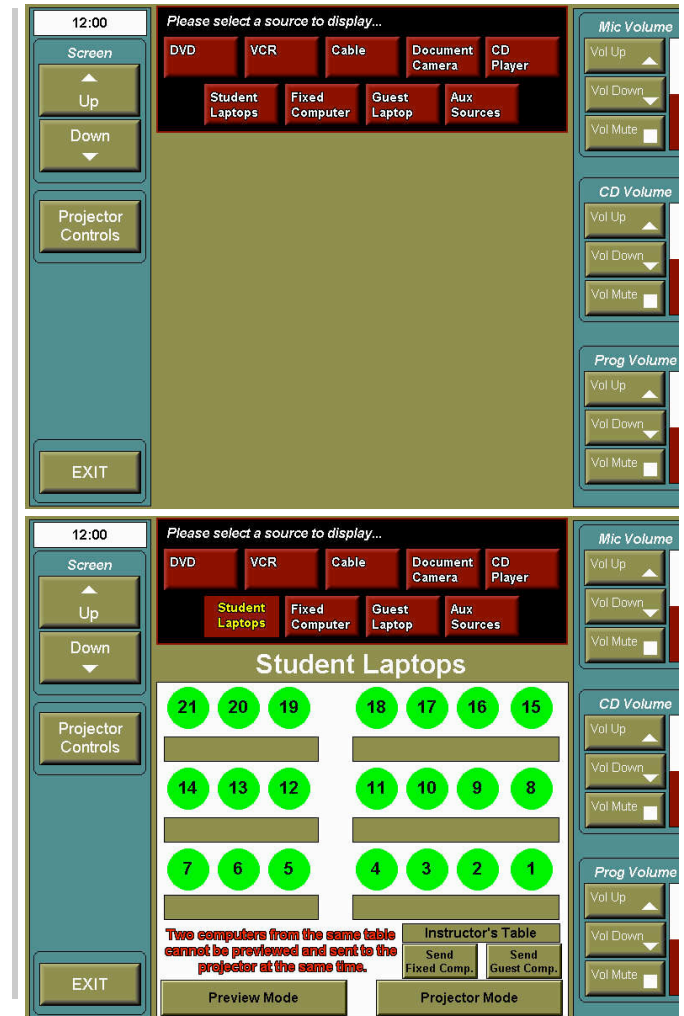 12:00
Screen
Up
Down
Projector
Controls
EXIT
Please select a source to display...
DVD
VCR
Cable
Document
Camera
CD
Player
Student
Laptops
Fixed
Computer
Guest
Laptop
Aux
Sources
Mic Volume
Vol Up
Vol Down
Vol Mute
CD Volume
Vol Up
Vol Down
Vol Mute
Prog Volume
Vol Up
Vol Down
Vol Mute
12:00
Screen
Up
Down
Projector
Controls
EXIT
Please select a source to display...
DVD
VCR
Cable
Document
Camera
CD
Player
Student
Laptops
Fixed
Computer
Guest
Laptop
Aux
Sources
Student Laptops
21 20 19 18 17 16 15
14 13 12 11 10 9 8
7 6 5 4 3 2 1
Two computers from the same table
cannot be previewed and sent to the
projector at the same time.
Instructor's Table
Send
Fixed Comp.
Send
Guest Comp.
Preview Mode
Projector Mode
Mic Volume
Vol Up
Vol Down
Vol Mute
CD Volume
Vol Up
Vol Down
Vol Mute
Prog Volume
Vol Up
Vol Down
Vol Mute